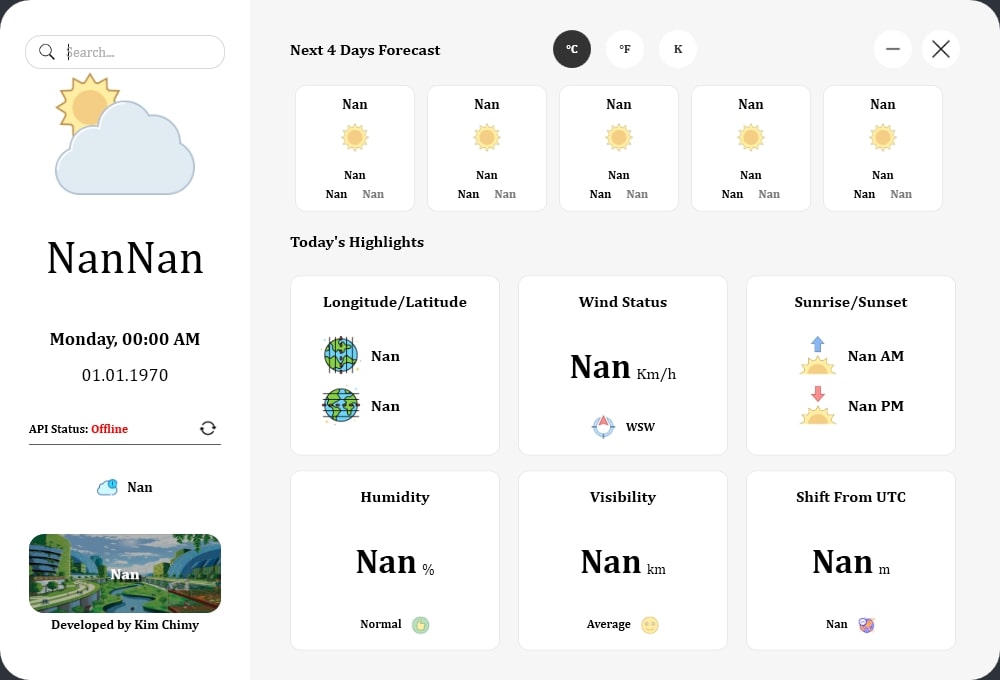 Search...
NanNan
Monday, 00:00 AM
01.01.1970
API Status: Offline
Nan
Nan
Developed by Kim Chimy
Next 4 Days Forecast
°C °F K
Nan Nan Nan Nan Nan
Nan Nan Nan Nan Nan
Nan Nan Nan Nan Nan Nan Nan Nan Nan Nan
Today's Highlights
Longitude/Latitude
Nan
Nan
Wind Status
Nan Km/h
WSW
Sunrise/Sunset
Nan AM
Nan PM
Humidity
Nan %
Normal
Visibility
Nan km
Average
Shift From UTC
Nan m
Nan